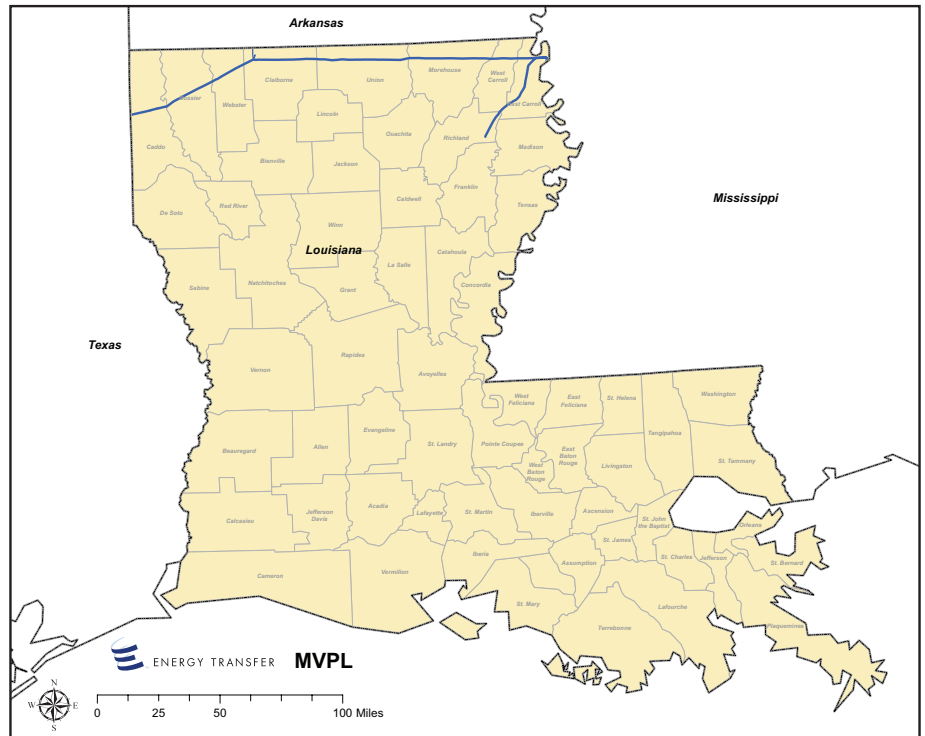 Arkansas
Claiborne
Union
Morehouse
West
Carroll
Bossier
Webster
East Carroll
Lincoln
Ouachita
Richland
Caddo
Madison
Bienville
Jackson
Franklin
Caldwell
Mississippi
Red River
Tensas
De Soto
Winn
Louisiana
Catahoula
La Salle
Natchitoches
Concordia
Sabine
Grant
Texas
Rapides
Vernon
Avoyelles
West
Feliciana
East
Feliciana
St. Helena
Washington
Evangeline
Tangipahoa
Beauregard
Allen
St. Landry
Pointe Coupee
East
Baton
Rouge
West
Baton
Rouge
Livingston
St. Tammany
Acadia
Jefferson
Davis
Lafayette
St. Martin
Iberville
Ascension
St. John
the Baptist
Calcasieu
Orleans
St. James
Iberia
Assumption
St. Charles
Jefferson
St. Bernard
Cameron
Vermilion
St. Mary
Lafourche
Terrebonne
Plaquemines
ENERGY TRANSFER MVPL
N
W E
S
0 25 50 100 Miles